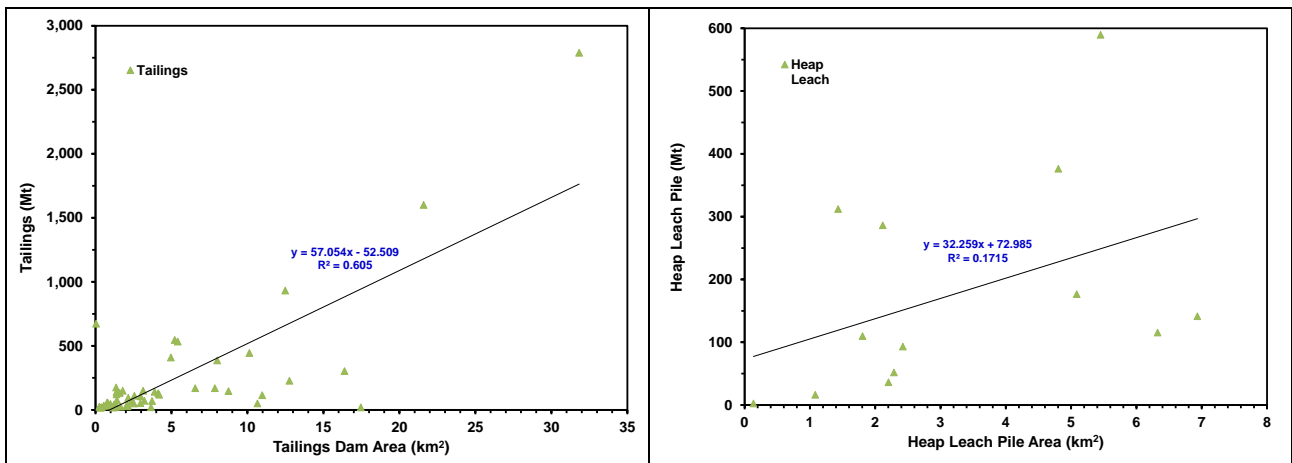 3,000
2,500
2,000
1,500
1,000
500
0
Tailings (Mt)
Tailings
y = 57.054x - 52.509
R² = 0.605
0 5 10 15 20 25 30 35
Tailings Dam Area (km²)
600
500
400
300
200
100
0
Heap Leach Pile (Mt)
Heap
Leach
y = 32.259x + 72.985
R² = 0.1715
0 1 2 3 4 5 6 7 8
Heap Leach Pile Area (km²)